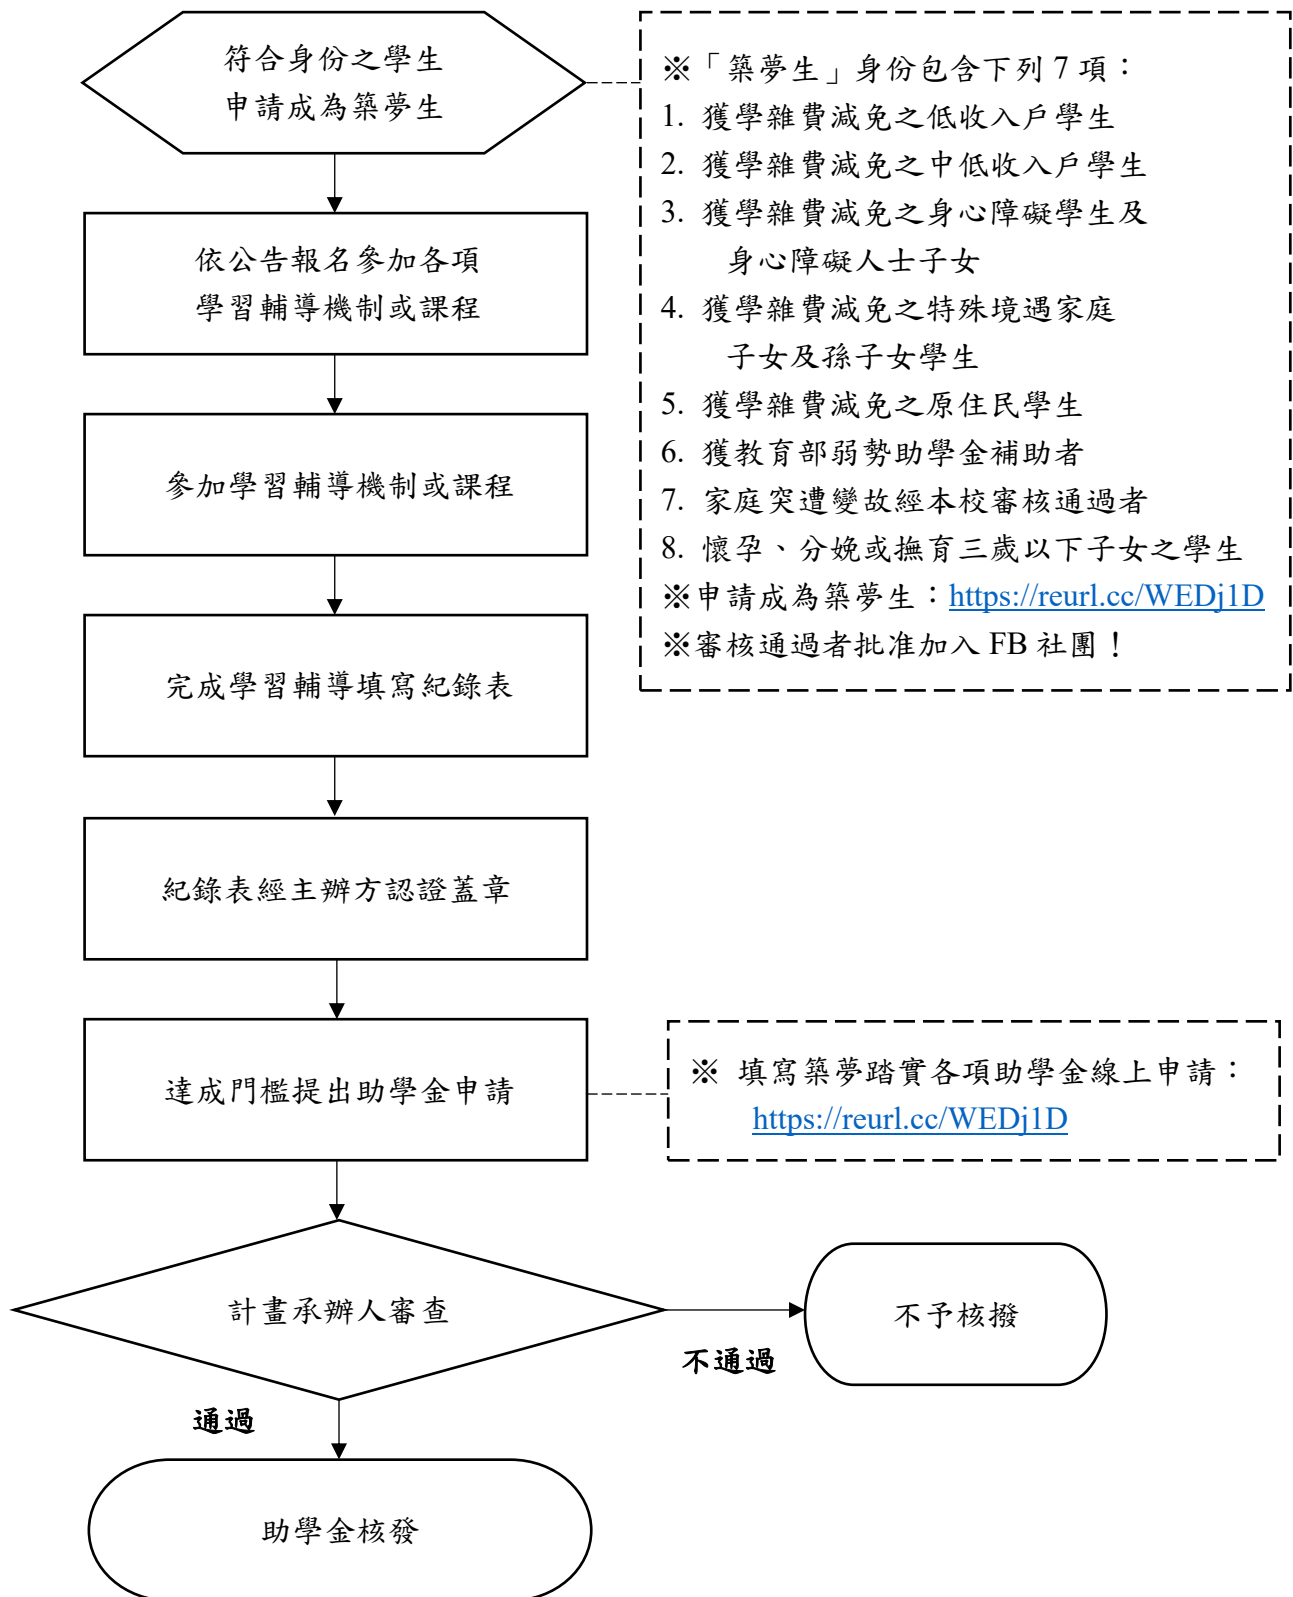 符合身份之學生
申請成為築夢生
※「築夢生」身份包含下列 7 項：
1. 獲學雜費減免之低收入戶學生
2. 獲學雜費減免之中低收入戶學生
3. 獲學雜費減免之身心障礙學生及
身心障礙人士子女
4. 獲學雜費減免之特殊境遇家庭
子女及孫子女學生
5. 獲學雜費減免之原住民學生
6. 獲教育部弱勢助學金補助者
7. 家庭突遭變故經本校審核通過者
8. 懷孕、分娩或撫育三歲以下子女之學生
※申請成為築夢生：https://reurl.cc/WEDj1D
※審核通過者批准加入 FB 社團！
依公告報名參加各項
學習輔導機制或課程
參加學習輔導機制或課程
完成學習輔導填寫紀錄表
紀錄表經主辦方認證蓋章
達成門檻提出助學金申請
※ 填寫築夢踏實各項助學金線上申請：
https://reurl.cc/WEDj1D
計畫承辦人審查
不通過
不予核撥
通過
助學金核發